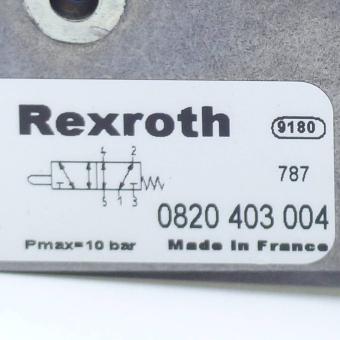 Rexroth 9180
787
4 2
5 1 3
0820 403 004
Pmax=10 bar Made In France